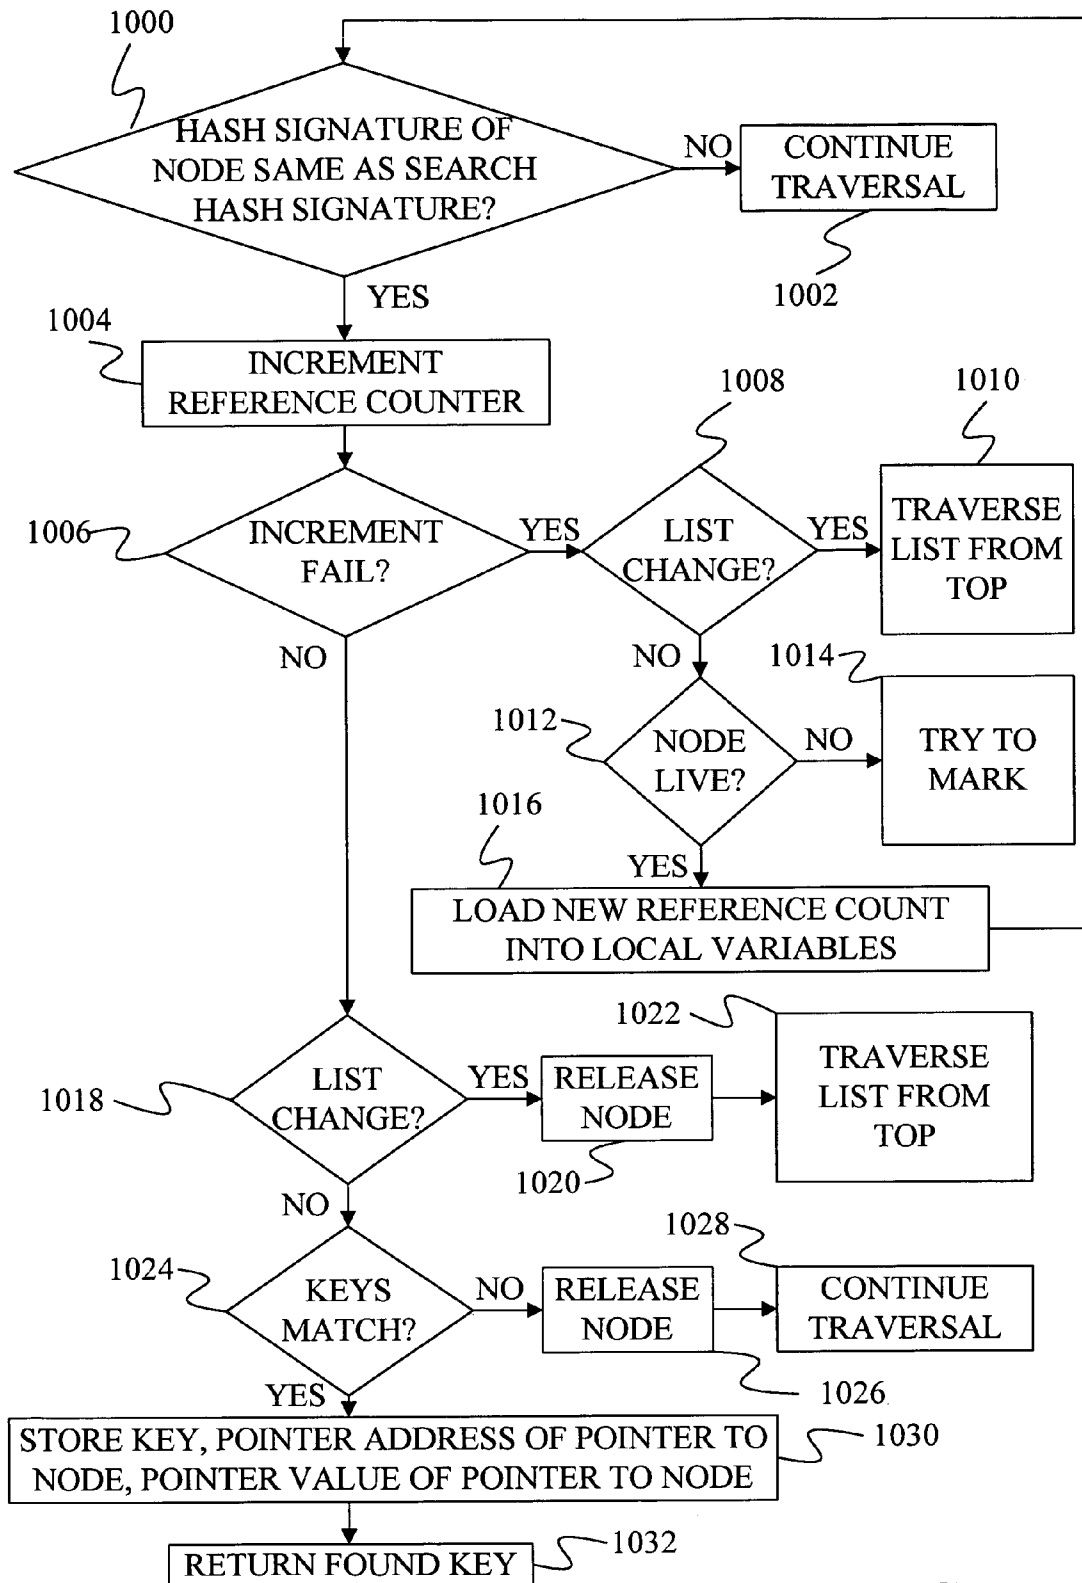 1000
HASH SIGNATURE OF
NODE SAME AS SEARCH
HASH SIGNATURE?
NO
CONTINUE
TRAVERSAL
1002
YES
1004
INCREMENT
REFERENCE COUNTER
1008
1010
1006
INCREMENT
FAIL?
YES
LIST
CHANGE?
YES
TRAVERSE
LIST FROM
TOP
NO
NO
1014
1012
NODE
LIVE?
NO
TRY TO
MARK
1016
YES
LOAD NEW REFERENCE COUNT
INTO LOCAL VARIABLES
1022
1018
LIST
CHANGE?
YES
RELEASE
NODE
TRAVERSE
LIST FROM
TOP
1020
NO
1028
1024
KEYS
MATCH?
NO
RELEASE
NODE
CONTINUE
TRAVERSAL
1026
YES
STORE KEY, POINTER ADDRESS OF POINTER TO
NODE, POINTER VALUE OF POINTER TO NODE
1030
RETURN FOUND KEY
1032